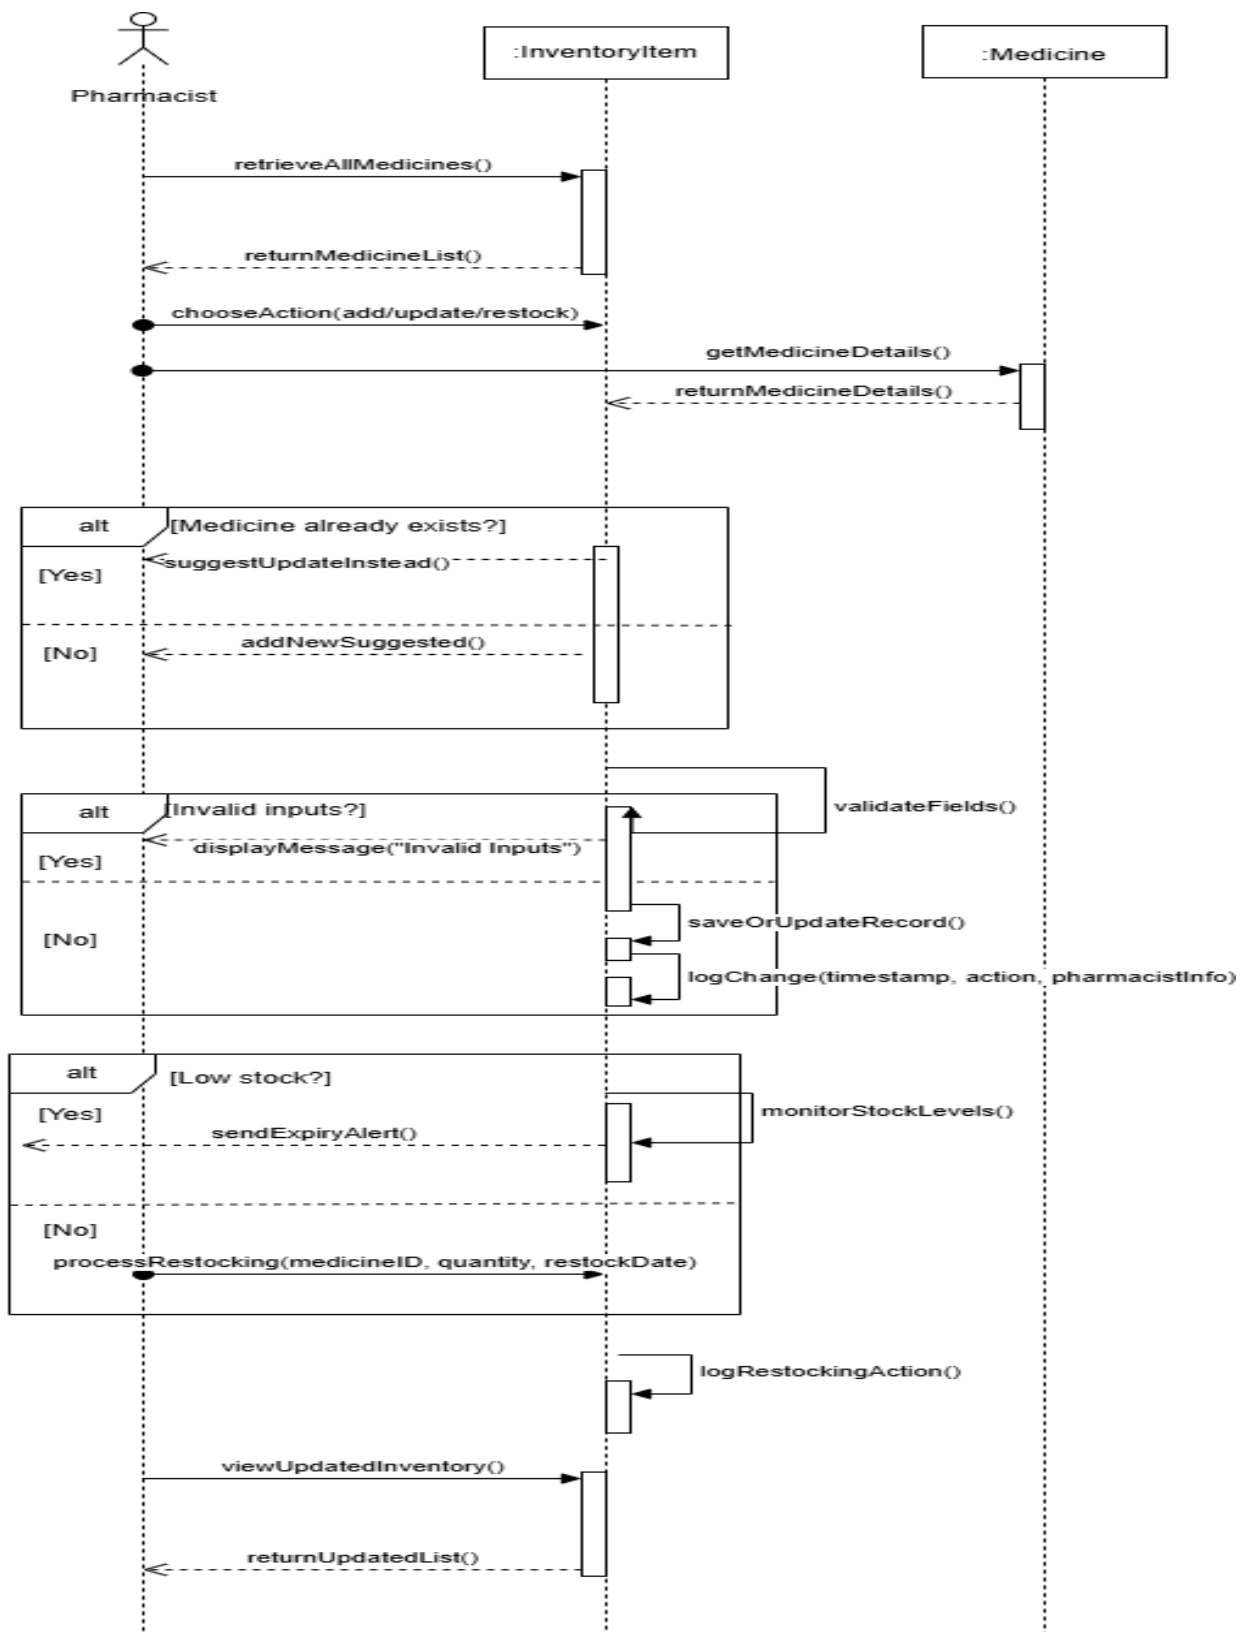 :InventoryItem
:Medicine
Pharmacist
retrieveAllMedicines()
returnMedicineList()
chooseAction(add/update/restock)
getMedicineDetails()
returnMedicineDetails()
alt
[Medicine already exists?]
suggestUpdateInstead()
[Yes]
addNewSuggested()
[No]
validateFields()
alt
[Invalid inputs?]
displayMessage("Invalid Inputs")
[Yes]
saveOrUpdateRecord()
[No]
logChange(timestamp, action, pharmacistInfo)
alt
[Low stock?]
[Yes]
monitorStockLevels()
sendExpiryAlert()
[No]
processRestocking(medicineID, quantity, restockDate)
logRestockingAction()
viewUpdatedInventory()
returnUpdatedList()